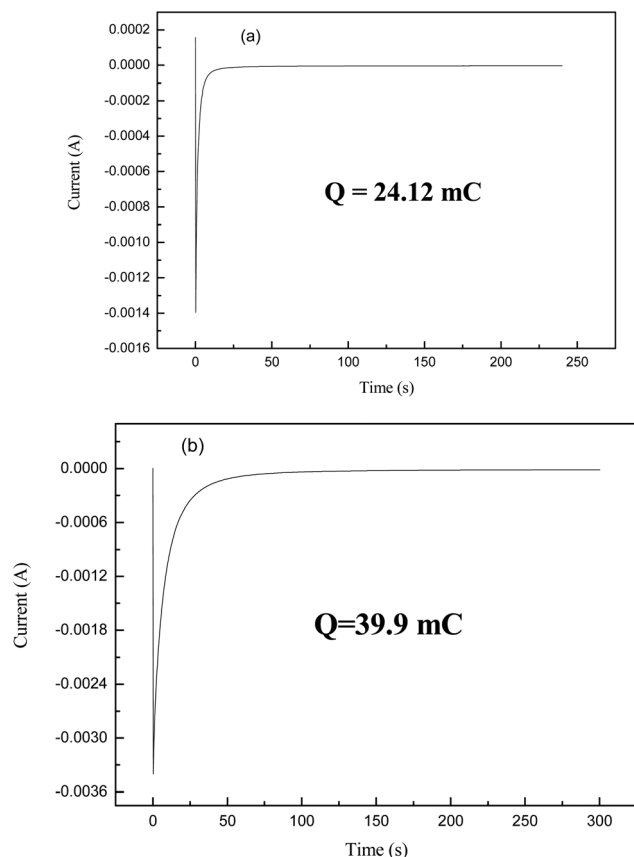 (a)
0.0002
0.0000
-0.0002
-0.0004
-0.0006
-0.0008
-0.0010
-0.0012
-0.0014
-0.0016
Current (A)
Q = 24.12 mC
0 50 100 150 200 250
Time (s)
(b)
0.0000
-0.0006
-0.0012
-0.0018
-0.0024
-0.0030
-0.0036
Current (A)
Q=39.9 mC
0 50 100 150 200 250 300
Time (s)